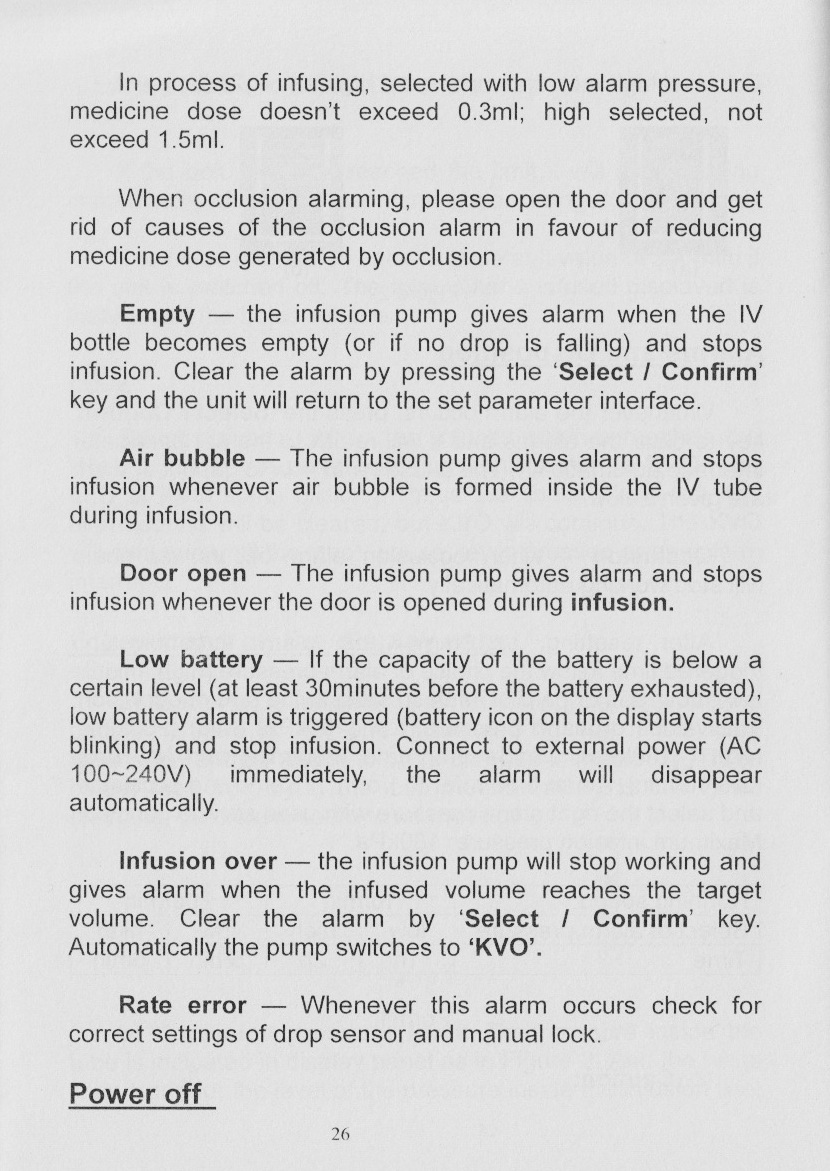 In process of infusing, selected with low alarm pressure,
medicine dose doesn't exceed 0.3ml; high selected, not
exceed 1.5ml.
When occlusion alarming, please open the door and get
rid of causes of the occlusion alarm in favour of reducing
medicine dose generated by occlusion.
Empty — the infusion pump gives alarm when the IV
bottle becomes empty (or if no drop is falling) and stops
infusion. Clear the alarm by pressing the ‘Select / Confirm’
key and the unit will return to the set parameter interface.
Air bubble — The infusion pump gives alarm and stops
infusion whenever air bubble is formed inside the IV tube
during infusion.
Door open — The infusion pump gives alarm and stops
infusion whenever the door is opened during infusion.
Low battery — If the capacity of the battery is below a
certain level (at least 30minutes before the battery exhausted),
low battery alarm is triggered (battery icon on the display starts
blinking) and stop infusion. Connect to external power (AC
100~240V) immediately, the alarm will disappear
automatically.
Infusion over — the infusion pump will stop working and
gives alarm when the infused volume reaches the target
volume. Clear the alarm by ‘Select / Confirm’ key.
Automatically the pump switches to ‘KVO’.
Rate error — Whenever this alarm occurs check for
correct settings of drop sensor and manual lock.
Power off
26